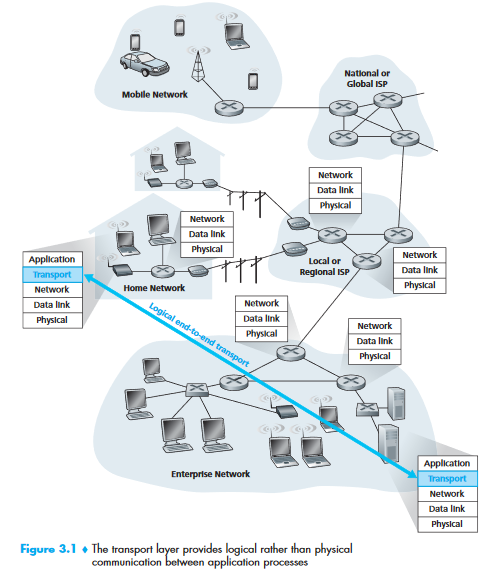 Mobile Network
National or
Global ISP
Network
Data link
Physical
Network
Data link
Physical
Network
Data link
Physical
Application
Transport
Network
Data link
Physical
Home Network
Local or
Regional ISP
Network
Data link
Physical
Network
Data link
Physical
Logical end-to-end transport
Enterprise Network
Application
Transport
Network
Data link
Physical
Figure 3.1 ♦ The transport layer provides logical rather than physical
communication between application processes